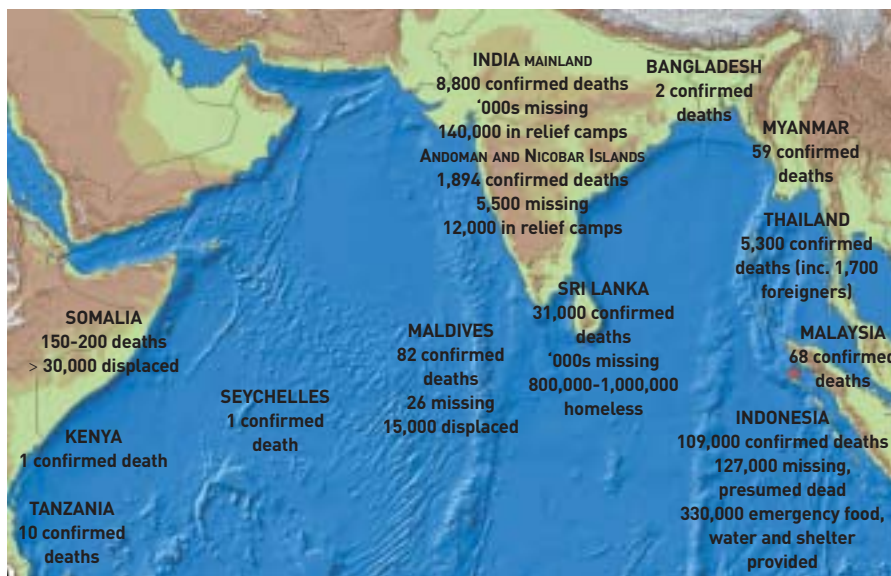 INDIA MAINLAND
8,800 confirmed deaths
‘000s missing
140,000 in relief camps
ANDOMAN AND NICOBAR ISLANDS
1,894 confirmed deaths
5,500 missing
12,000 in relief camps
BANGLADESH
2 confirmed
deaths
MYANMAR
59 confirmed
deaths
THAILAND
5,300 confirmed
deaths (inc. 1,700
foreigners)
SOMALIA
150-200 deaths
> 30,000 displaced
SEYCHELLES
1 confirmed
death
MALDIVES
82 confirmed
deaths
26 missing
15,000 displaced
SRI LANKA
31,000 confirmed
deaths
‘000s missing
800,000-1,000,000
homeless
MALAYSIA
68 confirmed
deaths
KENYA
1 confirmed death
TANZANIA
10 confirmed
deaths
INDONESIA
109,000 confirmed deaths
127,000 missing,
presumed dead
330,000 emergency food,
water and shelter
provided